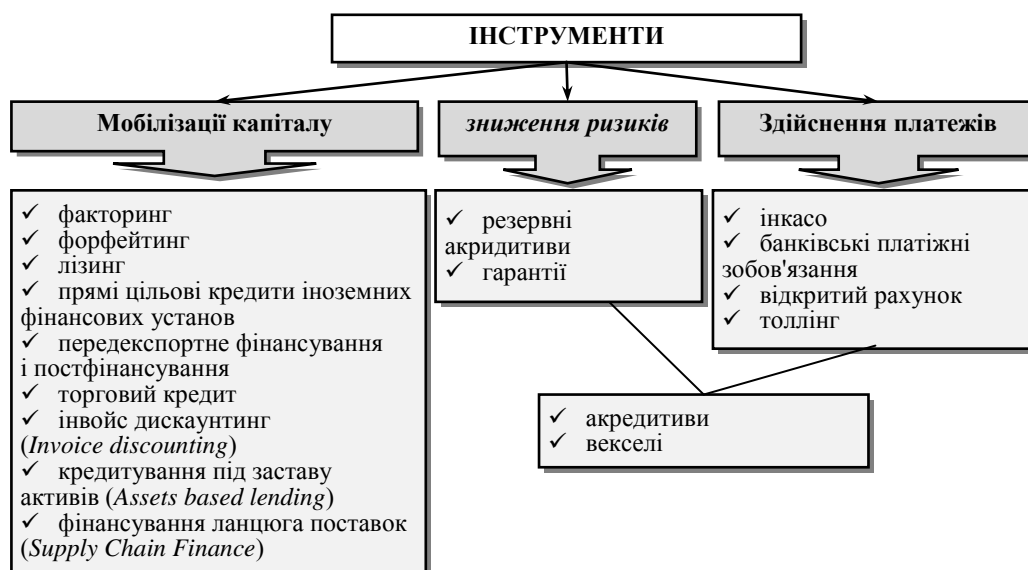 ІНСТРУМЕНТИ
Мобілізації капіталу
зниження ризиків
Здійснення платежів
✓ факторинг
✓ форфейтинг
✓ лізинг
✓ прямі цільові кредити іноземних
фінансових установ
✓ передекспортне фінансування
і постфінансування
✓ торговий кредит
✓ інвойс дискаунтинг
(Invoice discounting)
✓ кредитування під заставу
активів (Assets based lending)
✓ фінансування ланцюга поставок
(Supply Chain Finance)
✓ резервні
акридитиви
✓ гарантії
✓ інкасо
✓ банківські платіжні
зобов'язання
✓ відкритий рахунок
✓ толлінг
✓ акредитиви
✓ векселі